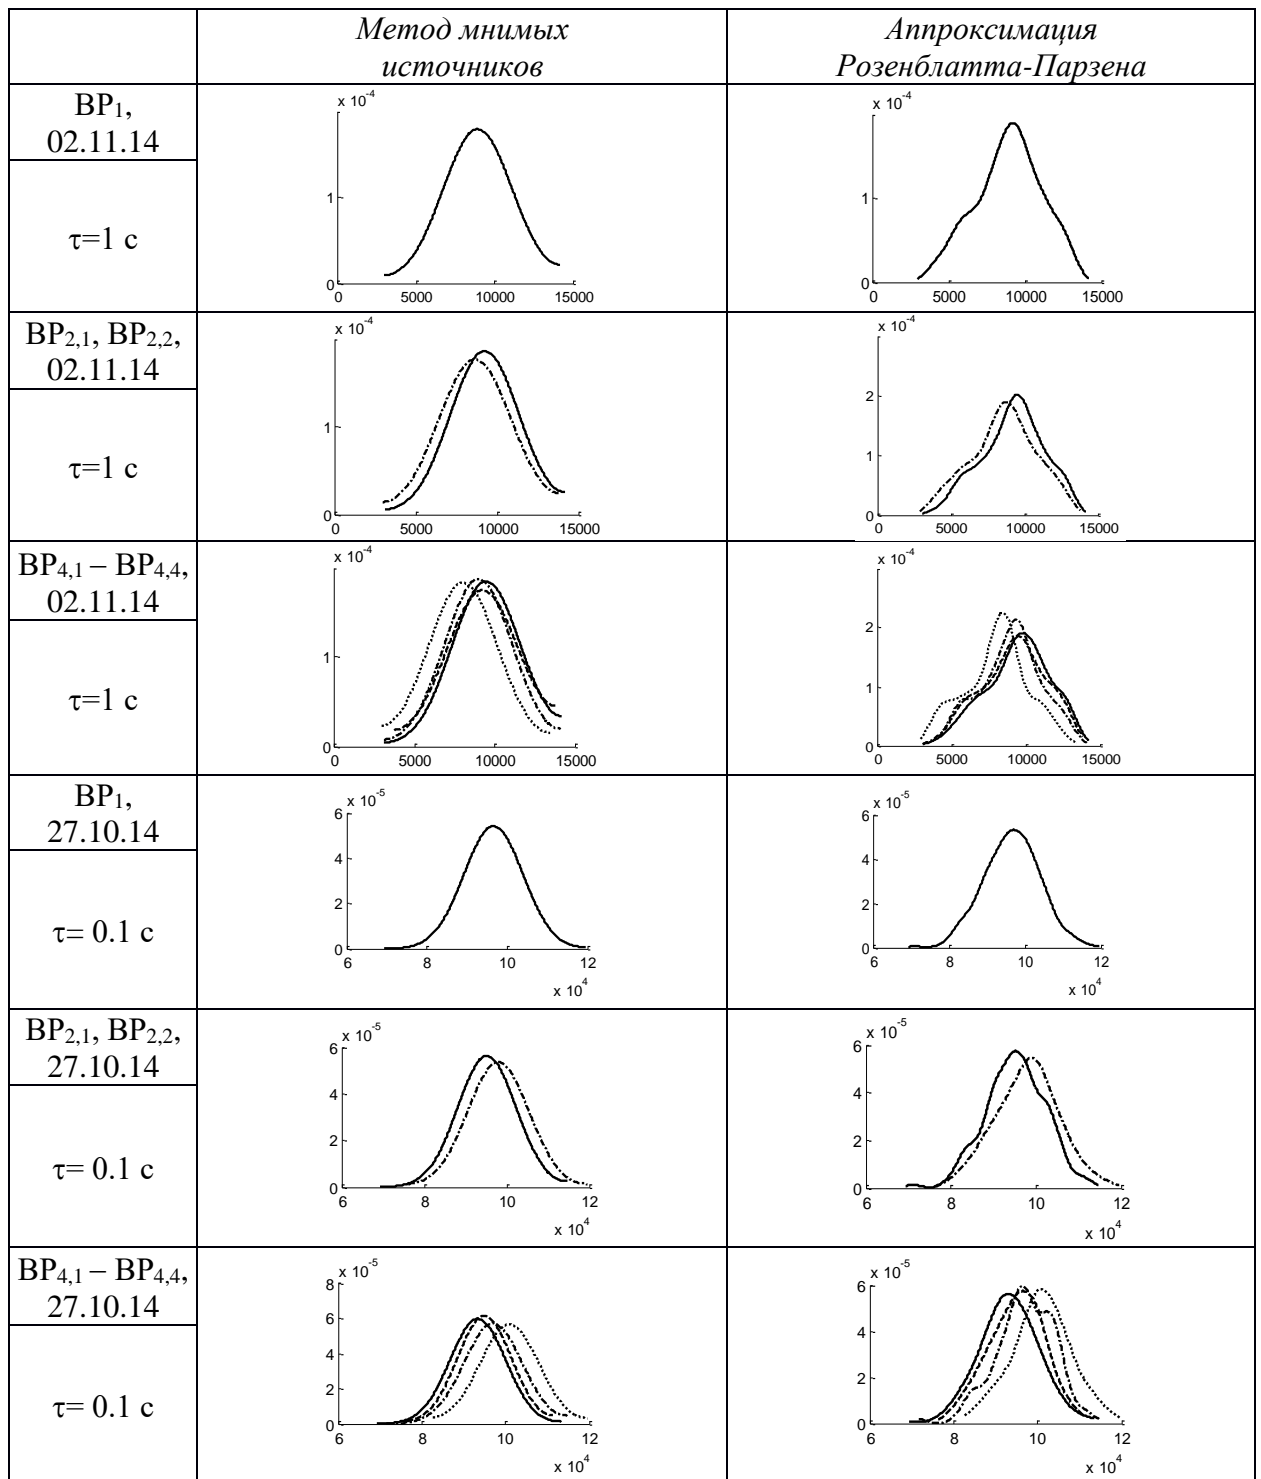 Метод мнимых
источников
Аппроксимация
Розенблатта-Парзена
ВР1,
02.11.14
τ=1 с
x 10-4
1
0
0 5000 10000 15000
x 10-4
1
0
0 5000 10000 15000
ВР2,1, ВР2,2,
02.11.14
τ=1 с
x 10-4
1
0
0 5000 10000 15000
x 10-4
2
1
0
0 5000 10000 15000
ВР4,1 – ВР4,4,
02.11.14
τ=1 с
x 10-4
1
0
0 5000 10000 15000
x 10-4
2
1
0
0 5000 10000 15000
ВР1,
27.10.14
τ= 0.1 с
x 10-5
6
4
2
0
6 8 10 12
x 104
x 10-5
6
4
2
0
6 8 10 12
x 104
ВР2,1, ВР2,2,
27.10.14
τ= 0.1 с
x 10-5
6
4
2
0
6 8 10 12
x 104
x 10-5
6
4
2
0
6 8 10 12
x 104
ВР4,1 – ВР4,4,
27.10.14
τ= 0.1 с
x 10-5
8
6
4
2
0
6 8 10 12
x 104
x 10-5
6
4
2
0
6 8 10 12
x 104